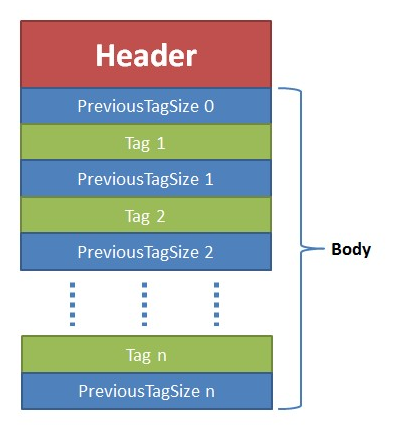 Header
PreviousTagSize 0
Tag 1
PreviousTagSize 1
Tag 2
PreviousTagSize 2
Body
Tag n
PreviousTagSize n